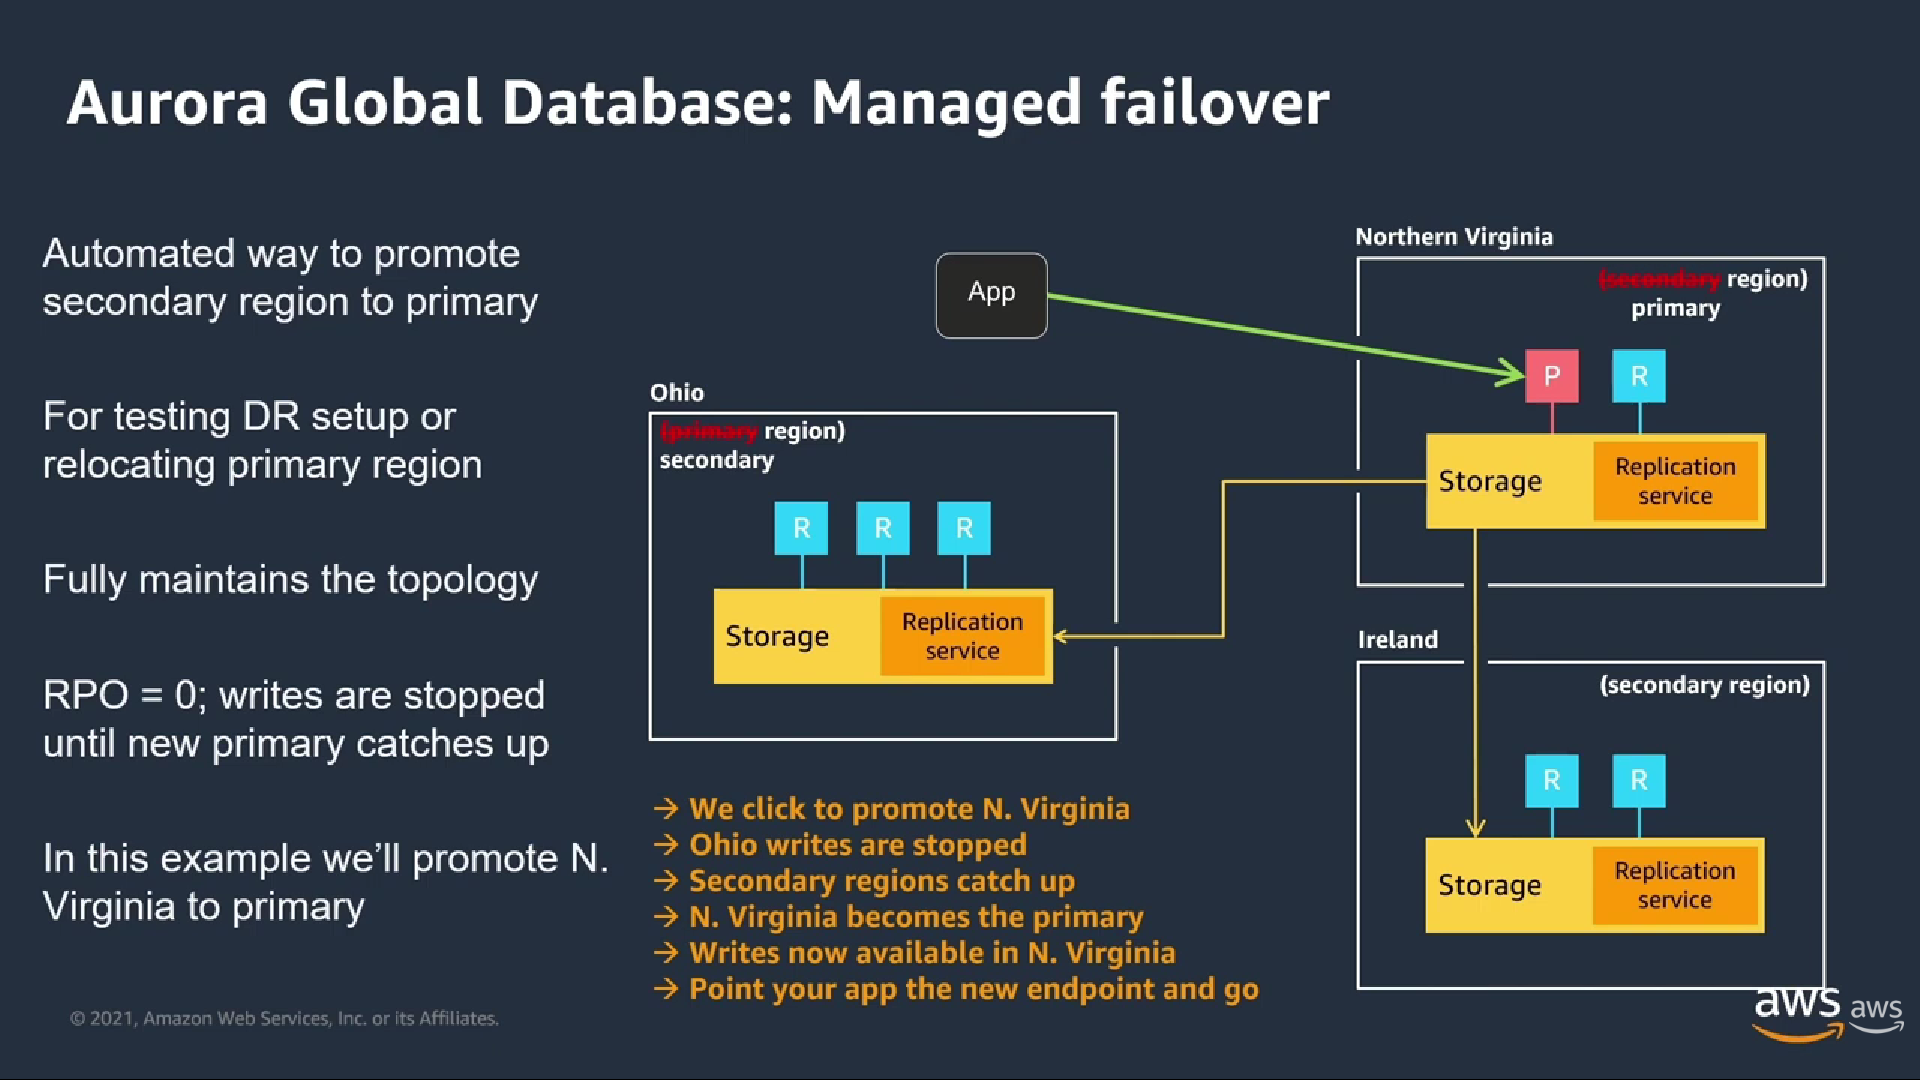 Aurora Global Database: Managed failover
Automated way to promote
secondary region to primary
For testing DR setup or
relocating primary region
Fully maintains the topology
RPO = 0; writes are stopped
until new primary catches up
In this example we’ll promote N.
Virginia to primary
App
Ohio
(primary region)
secondary
R R R
Storage
Replication
service
Northern Virginia
(secondary region)
primary
P R
Storage
Replication
service
Ireland
(secondary region)
R R
Storage
Replication
service
→ We click to promote N. Virginia
→ Ohio writes are stopped
→ Secondary regions catch up
→ N. Virginia becomes the primary
→ Writes now available in N. Virginia
→ Point your app the new endpoint and go
© 2021, Amazon Web Services, Inc. or its Affiliates.
aws aws